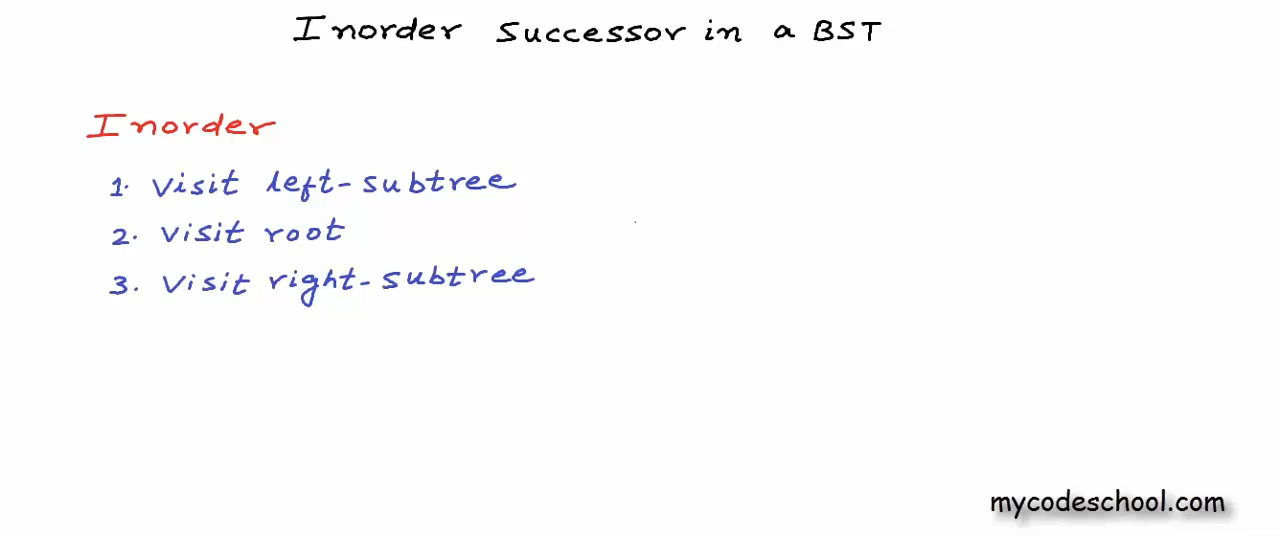 Inorder Successor in a BST
Inorder
1. Visit left-subtree
2. Visit root
3. Visit right-subtree
mycodeschool.com